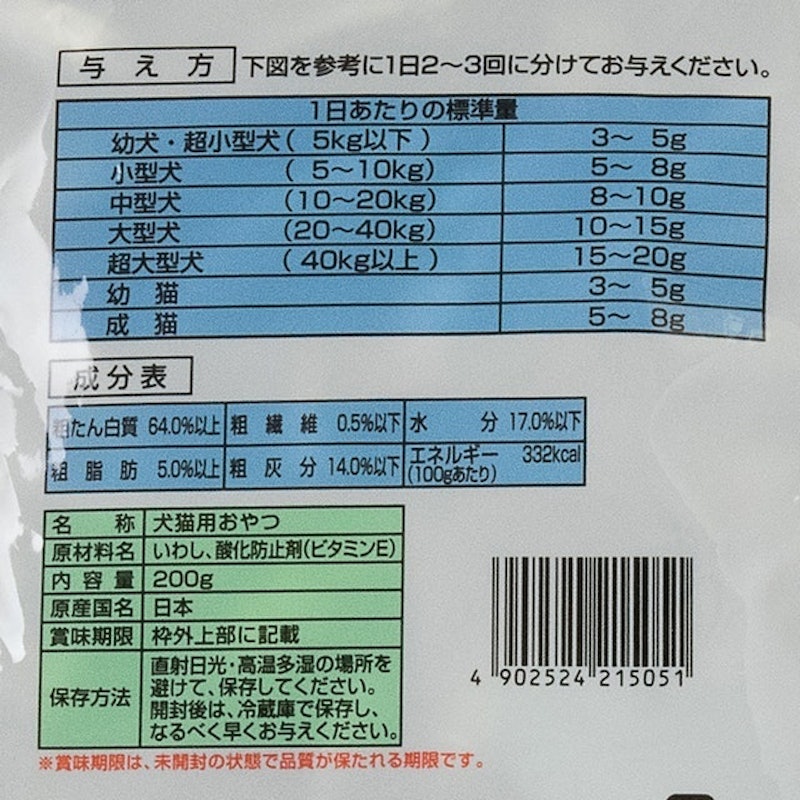 与え方 下図を参考に1日2〜3回に分けてお与えください。
1日あたりの標準量
幼犬・超小型犬( 5kg以下 ) 3〜 5g
小型犬 ( 5〜10kg) 5〜 8g
中型犬 (10〜20kg) 8〜10g
大型犬 (20〜40kg) 10〜15g
超大型犬 ( 40kg以上 ) 15〜20g
幼 猫 3〜 5g
成 猫 5〜 8g
成分表
粗たん白質 64.0%以上 粗繊維 0.5%以下 水分 17.0%以下
粗脂肪 5.0%以上 粗灰分 14.0%以下 エネルギー(100gあたり) 332kcal
名称 犬猫用おやつ
原材料名 いわし、酸化防止剤(ビタミンE)
内容量 200g
原産国名 日本
賞味期限 枠外上部に記載
保存方法 直射日光・高温多湿の場所を
避けて、保存してください。
開封後は、冷蔵庫で保存し、
なるべく早くお与えください。
※賞味期限は、未開封の状態で品質が保たれる期限です。
4 902524 215051